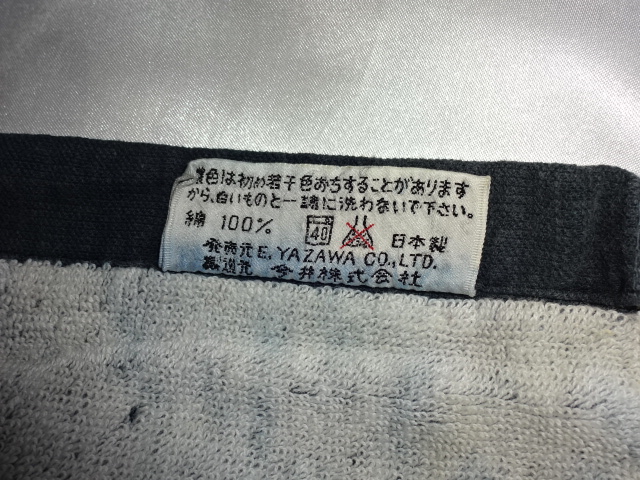 濃色は初め若干色おちすることがあります
から、白いものと一諸に洗わないで下さい。
綿 100% 40 日本製
発売元 E. YAZAWA CO., LTD.
製造元 今井株式会社